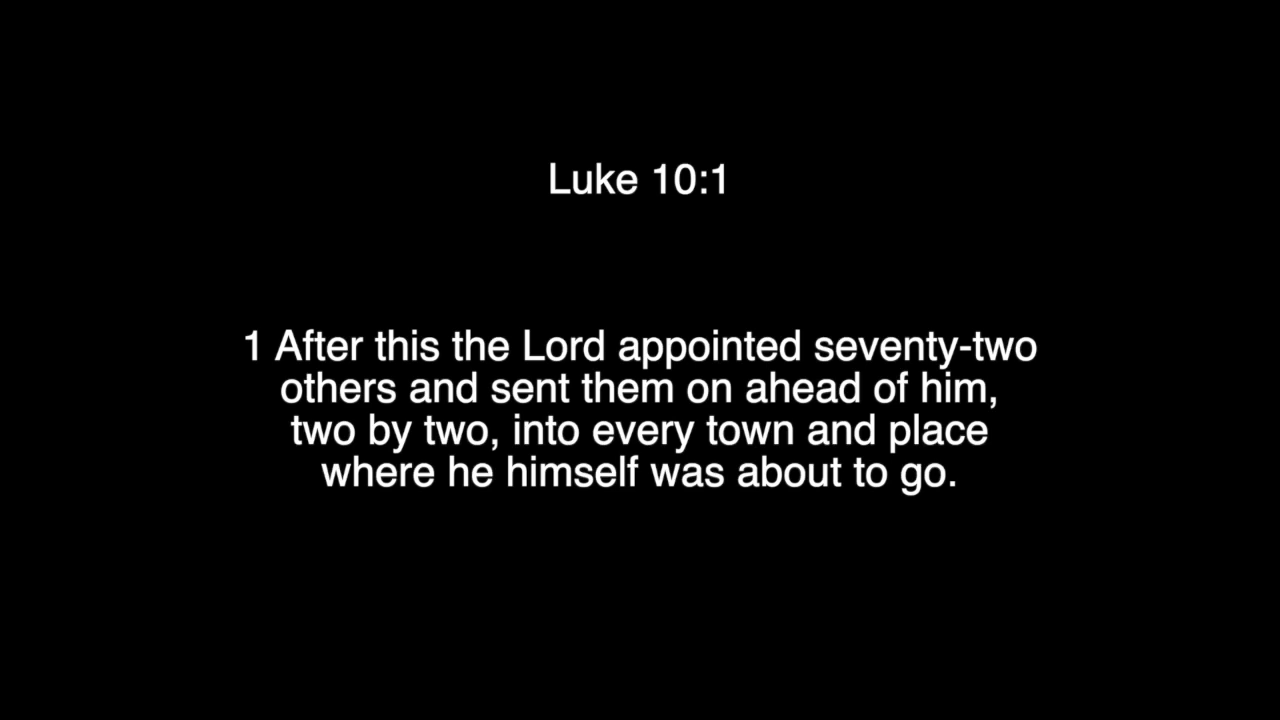 Luke 10:1
1 After this the Lord appointed seventy-two
others and sent them on ahead of him,
two by two, into every town and place
where he himself was about to go.